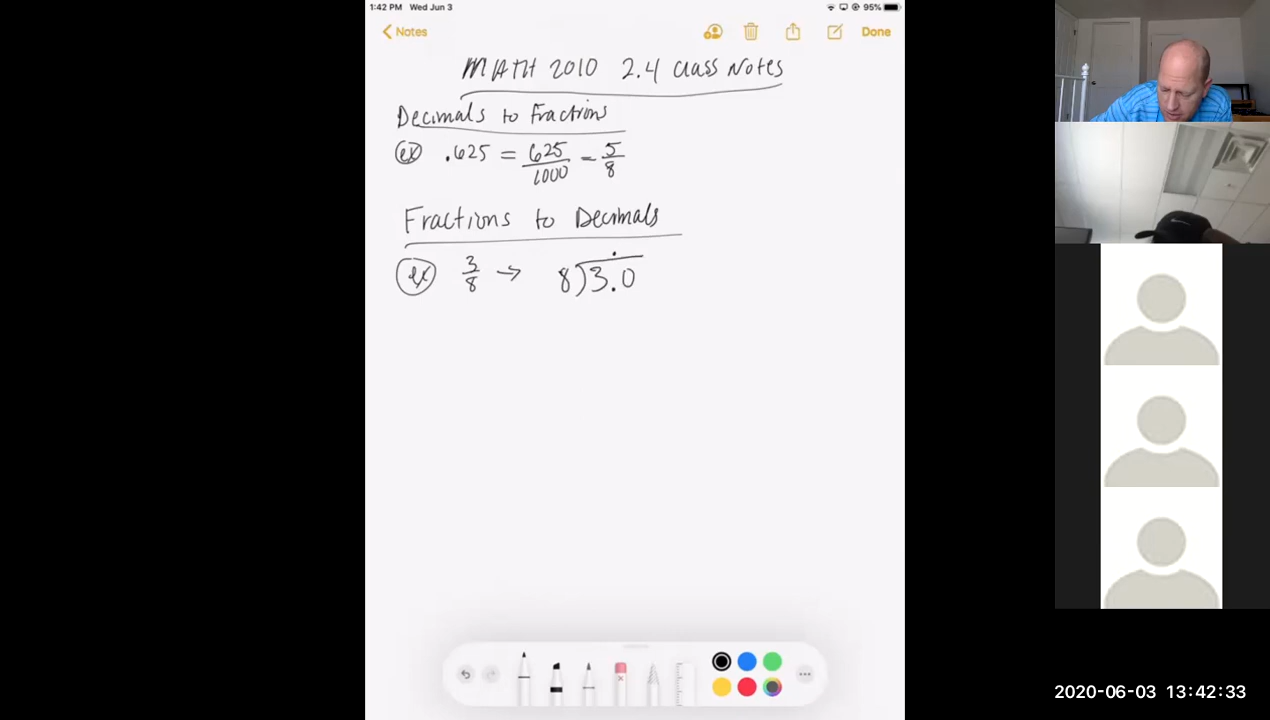 1:42 PM Wed Jun 3
95%
Notes
Done
MATH 2010 2.4 Class Notes
Decimals to Fractions
ex .625 = 625/1000 = 5/8
Fractions to Decimals
ex 3/8 → 8)3.0
.
2020-06-03 13:42:33